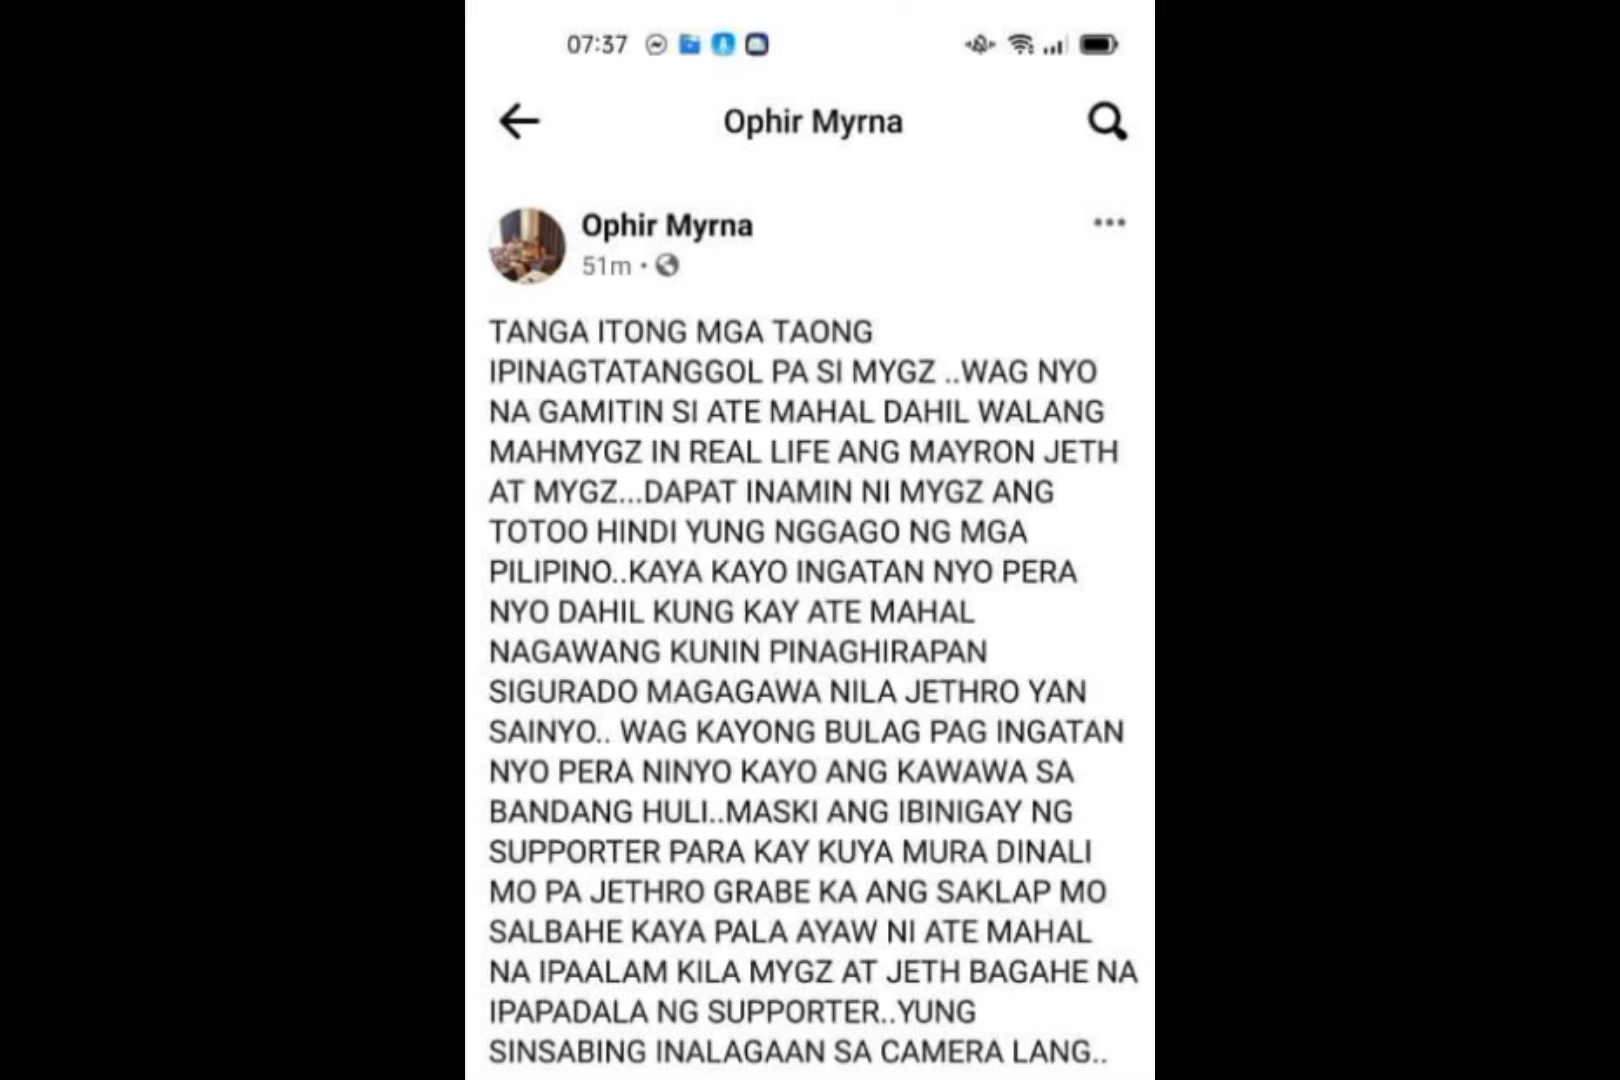 07:37
Ophir Myrna
Ophir Myrna
51m
TANGA ITONG MGA TAONG
IPINAGTATANGGOL PA SI MYGZ ..WAG NYO
NA GAMITIN SI ATE MAHAL DAHIL WALANG
MAHMYGZ IN REAL LIFE ANG MAYRON JETH
AT MYGZ...DAPAT INAMIN NI MYGZ ANG
TOTOO HINDI YUNG NGGAGO NG MGA
PILIPINO..KAYA KAYO INGATAN NYO PERA
NYO DAHIL KUNG KAY ATE MAHAL
NAGAWANG KUNIN PINAGHIRAPAN
SIGURADO MAGAGAWA NILA JETHRO YAN
SAINYO.. WAG KAYONG BULAG PAG INGATAN
NYO PERA NINYO KAYO ANG KAWAWA SA
BANDANG HULI..MASKI ANG IBINIGAY NG
SUPPORTER PARA KAY KUYA MURA DINALI
MO PA JETHRO GRABE KA ANG SAKLAP MO
SALBAHE KAYA PALA AYAW NI ATE MAHAL
NA IPAALAM KILA MYGZ AT JETH BAGAHE NA
IPAPADALA NG SUPPORTER..YUNG
SINSABING INALAGAAN SA CAMERA LANG..